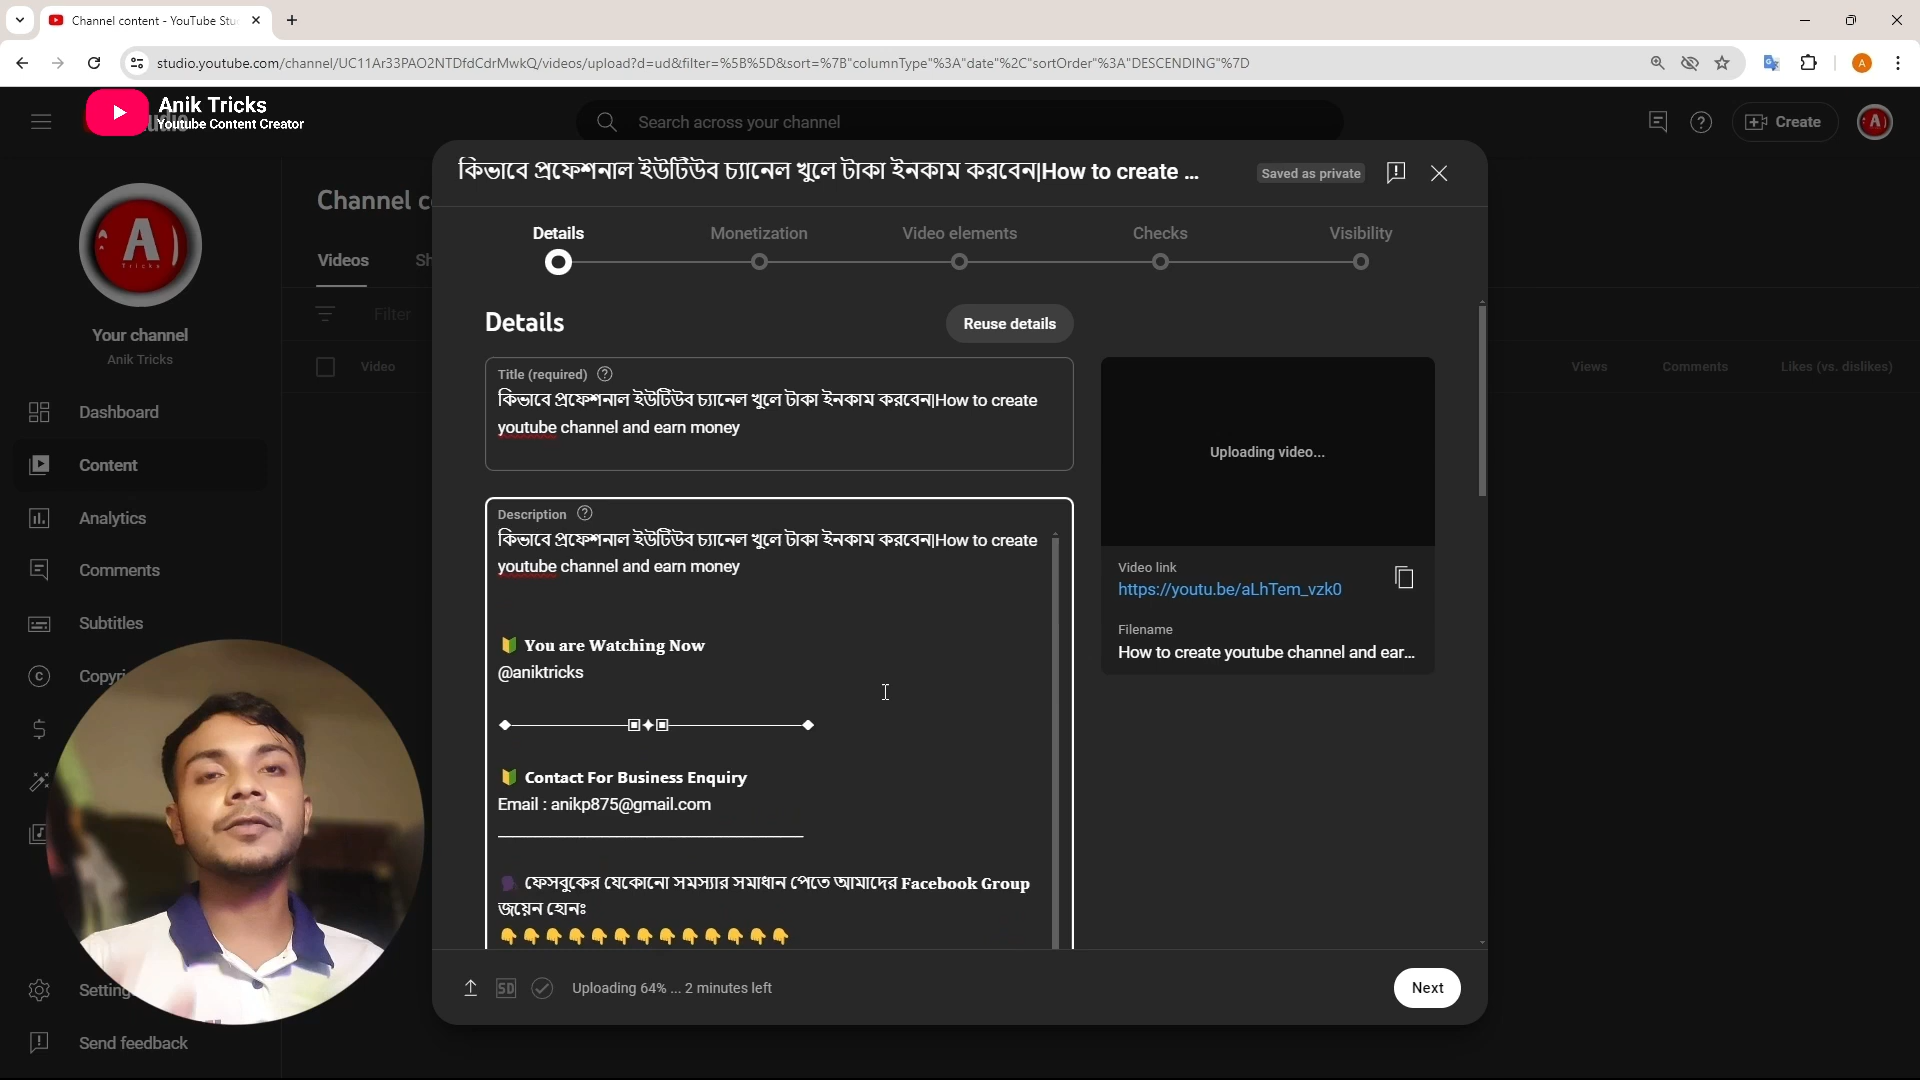 Channel content - YouTube Stu
studio.youtube.com/channel/UC11Ar33PAO2NTDfdCdrMwkQ/videos/upload?d=ud&filter=%5B%5D&sort=%7B"columnType"%3A"date"%2C"sortOrder"%3A"DESCENDING"%7D
A
Anik Tricks
Youtube Content Creator
Search across your channel
Create
A
কিভাবে প্রফেশনাল ইউটিউব চ্যানেল খুলে টাকা ইনকাম করবেন|How to create ...
Saved as private
A
Tricks
Your channel
Anik Tricks
Dashboard
Content
Analytics
Comments
Subtitles
Copyri
Setting
Send feedback
Channel c
Videos
Sh
Filter
Video
Views
Comments
Likes (vs. dislikes)
Details
Monetization
Video elements
Checks
Visibility
Details
Reuse details
Title (required)
কিভাবে প্রফেশনাল ইউটিউব চ্যানেল খুলে টাকা ইনকাম করবেন|How to create
youtube channel and earn money
Description
কিভাবে প্রফেশনাল ইউটিউব চ্যানেল খুলে টাকা ইনকাম করবেন|How to create
youtube channel and earn money
🔰 You are Watching Now
@aniktricks
◆───────▣✦▣───────◆
🔰 Contact For Business Enquiry
Email : anikp875@gmail.com
🗣 ফেসবুকের যেকোনো সমস্যার সমাধান পেতে আমাদের Facebook Group
জয়েন হোনঃ
👇👇👇👇👇👇👇👇👇👇👇👇👇
Uploading video...
Video link
https://youtu.be/aLhTem_vzk0
Filename
How to create youtube channel and ear...
SD
Uploading 64% ... 2 minutes left
Next